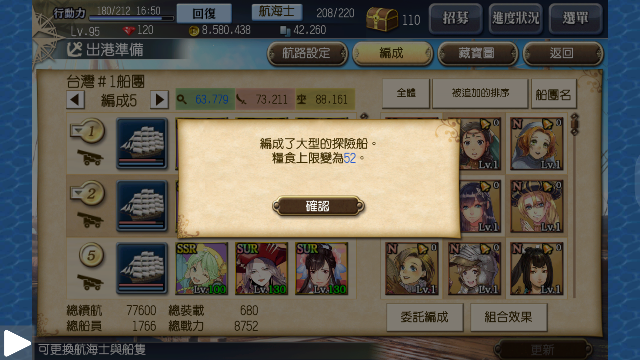 行動力 180/212 16:50 回復 航海士 208/220 110 招募 進度狀況 選單
Lv.95 120 8,580,438 42,260
出港準備 航路設定 編成 藏寶圖 返回
台灣＃1船團
編成5 63,779 73,211 88,161 全體 被追加的排序 船團名
編成了大型的探險船。
糧食上限變為52。
確認
1 N N N Lv.1 Lv.1
2 Lv.1 Lv.1
5 SSR SUR SUR N N N
Lv.100 Lv.130 Lv.130 Lv.1 Lv.1 Lv.1
總續航 77600 總裝載 680
總船員 1766 總戰力 8752
委託編成 組合效果
可更換航海士與船隻 更新